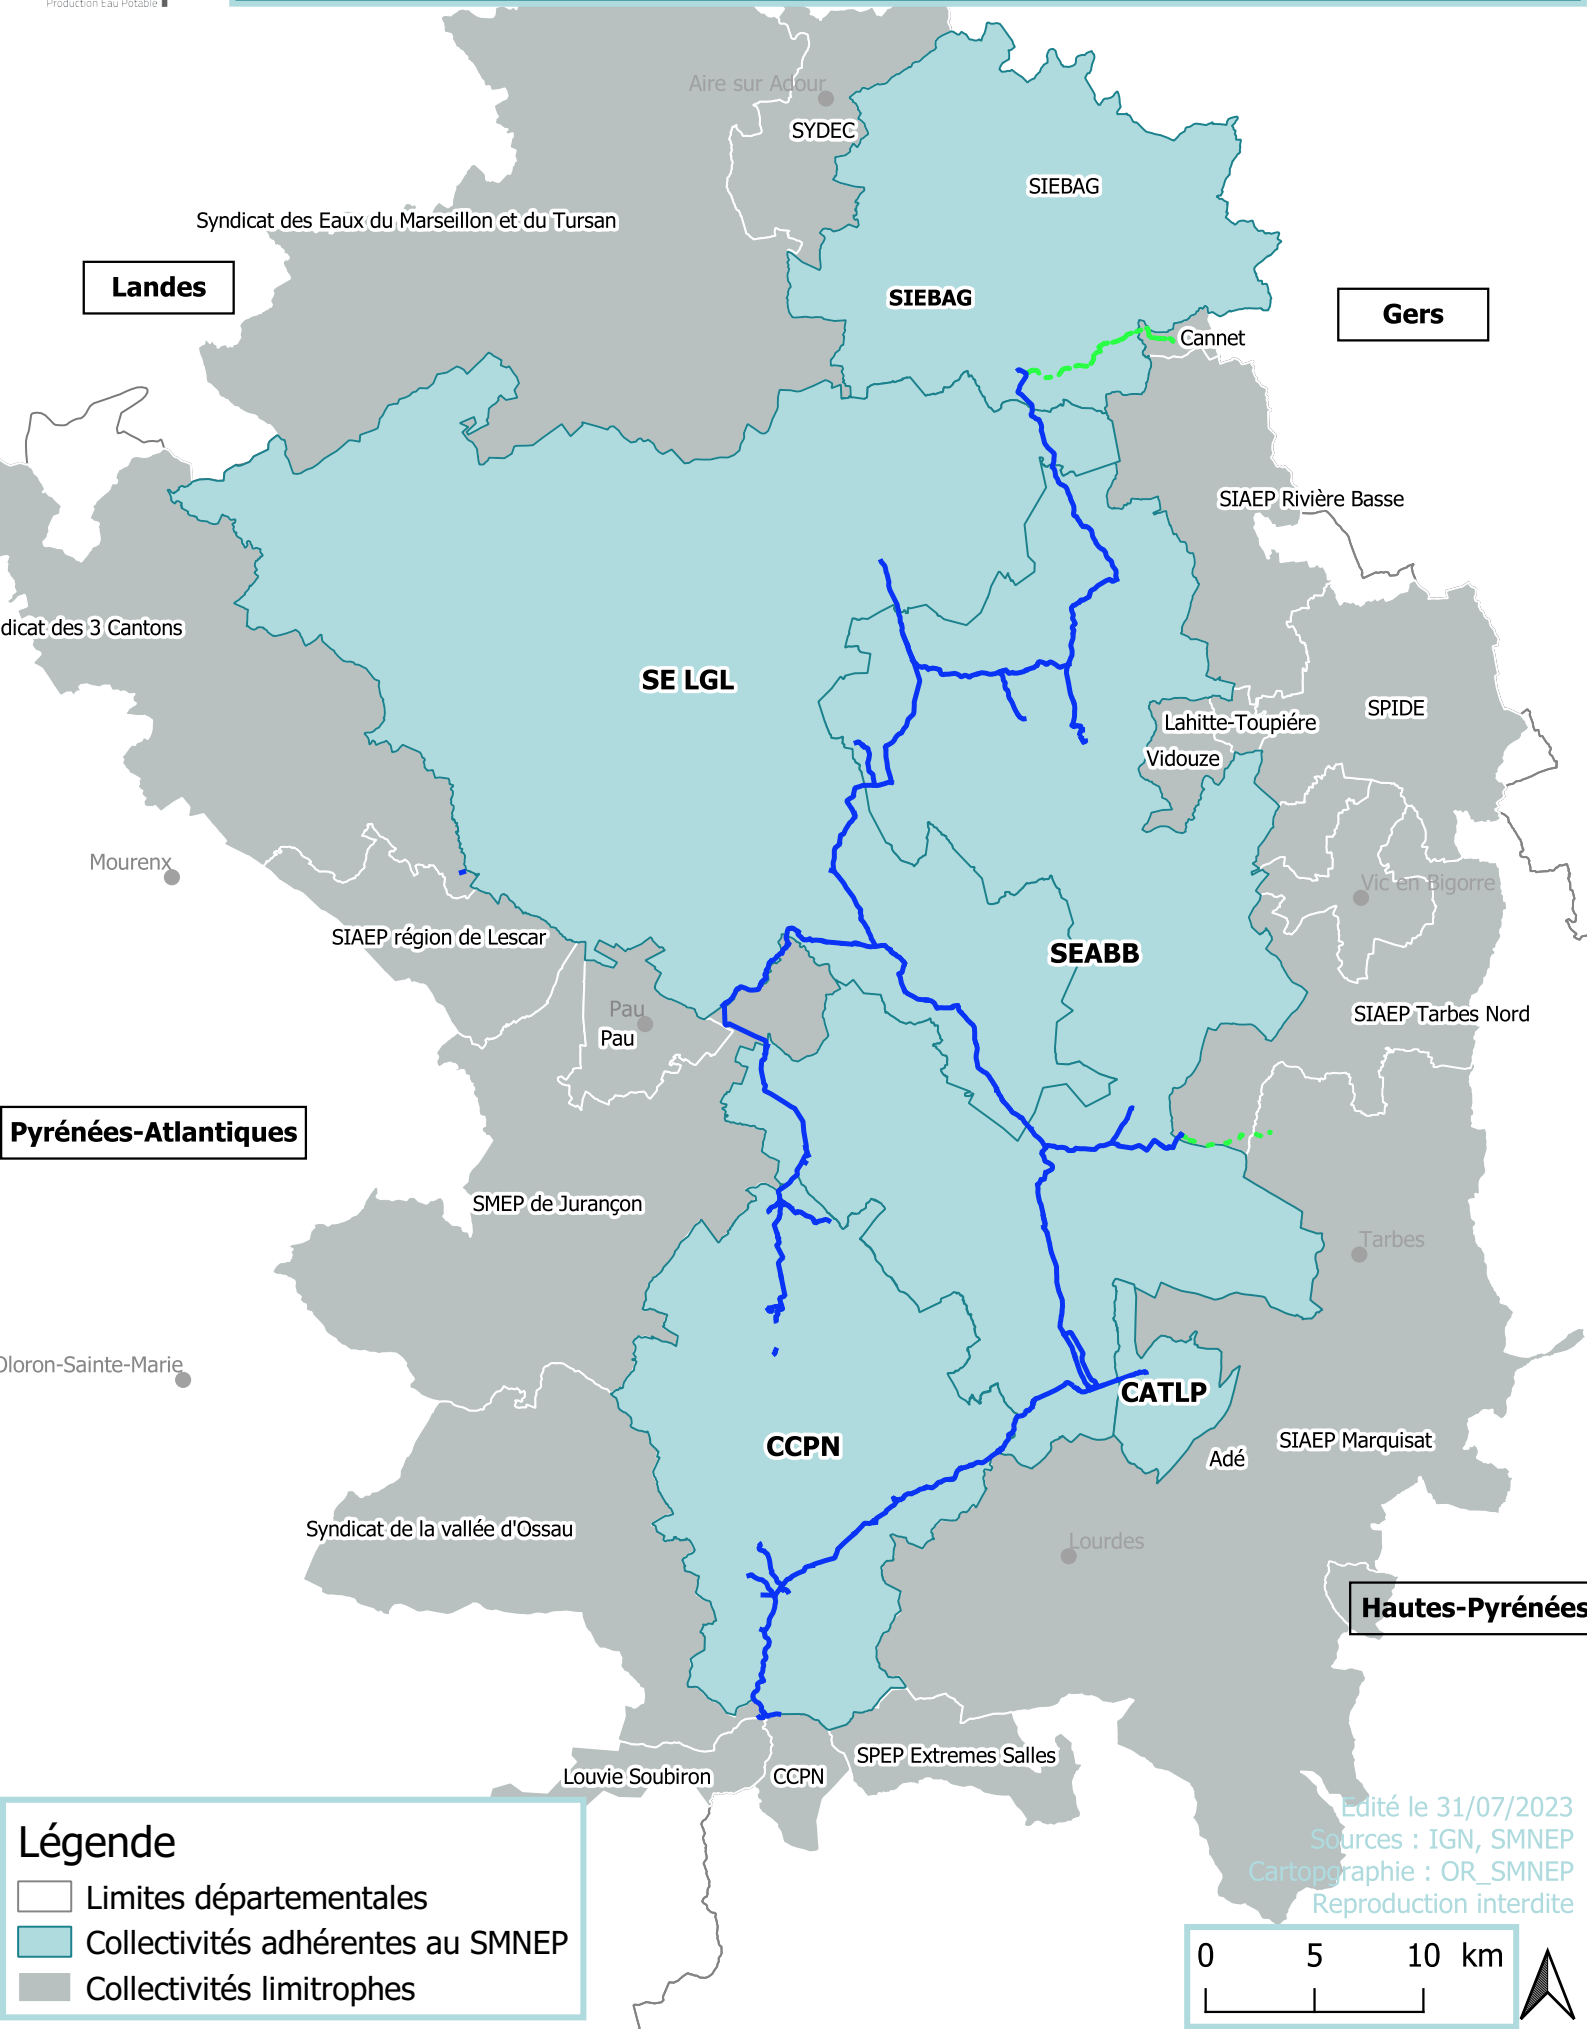 Production Eau Potable
Aire sur Adour
SYDEC
SIEBAG
Syndicat des Eaux du Marseillon et du Tursan
Landes
SIEBAG
Gers
Cannet
SIAEP Rivière Basse
dicat des 3 Cantons
SE LGL
SPIDE
Lahitte-Toupiére
Vidouze
Mourenx
Vic en Bigorre
SIAEP région de Lescar
SEABB
Pau
Pau
SIAEP Tarbes Nord
Pyrénées-Atlantiques
SMEP de Jurançon
Tarbes
Oloron-Sainte-Marie
CATLP
CCPN
SIAEP Marquisat
Adé
Syndicat de la vallée d'Ossau
Lourdes
Hautes-Pyrénées
SPEP Extremes Salles
Louvie Soubiron
CCPN
Edité le 31/07/2023
Sources : IGN, SMNEP
Cartopgraphie : OR_SMNEP
Reproduction interdite
Légende
Limites départementales
Collectivités adhérentes au SMNEP
Collectivités limitrophes
0 5 10 km